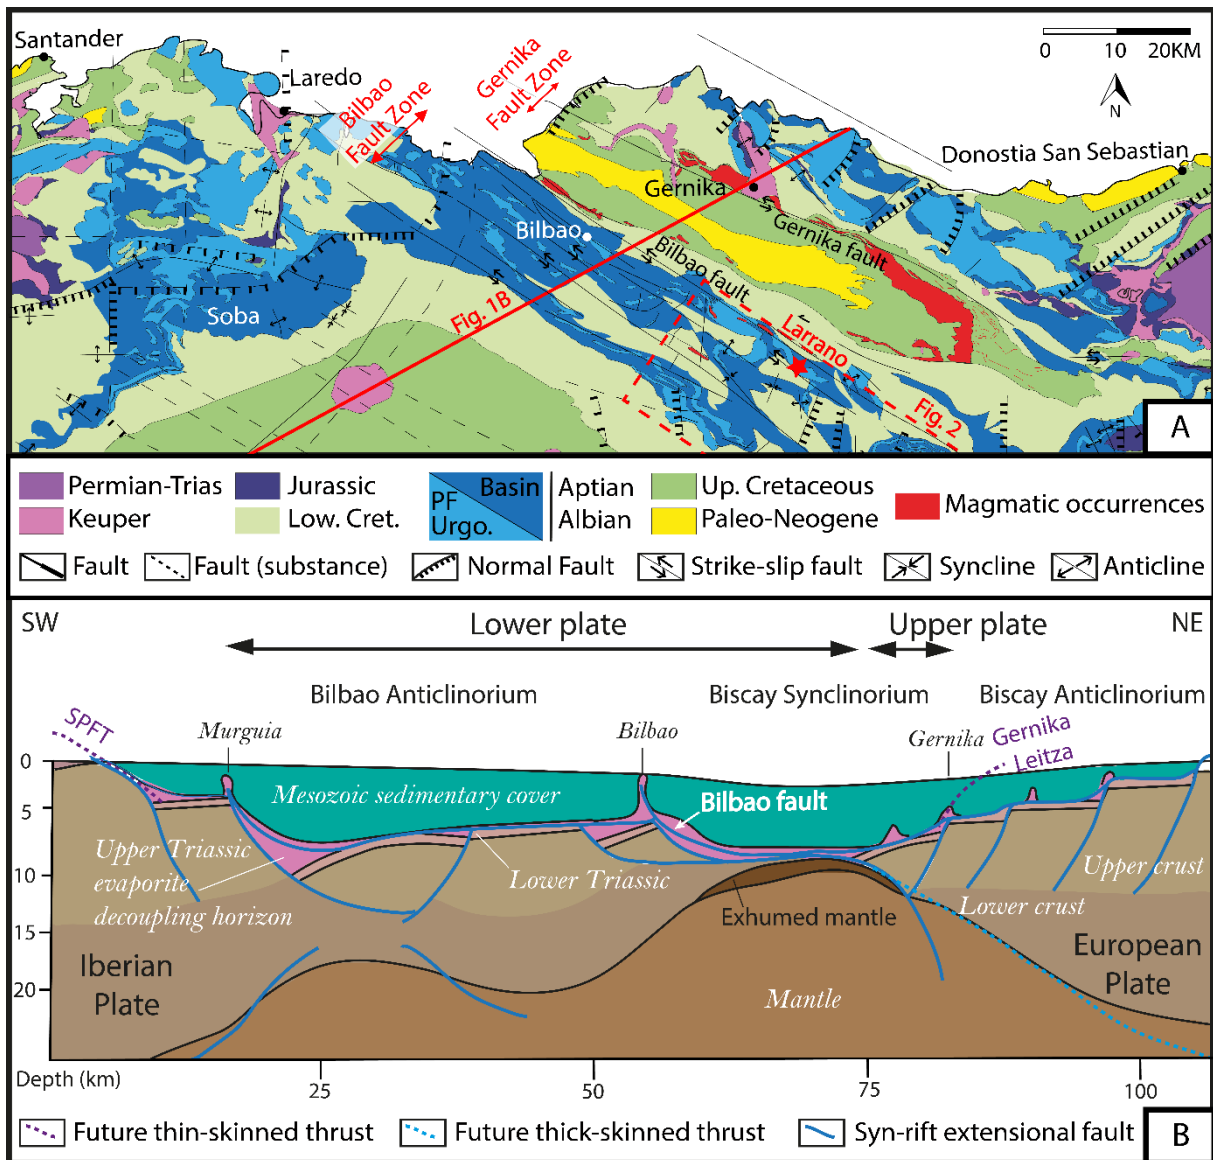 Santander
Laredo
Bilbao
Fault Zone
Gernika
Fault Zone
0 10 20KM
N
Donostia San Sebastian
Gernika
Gernika fault
Bilbao
Bilbao fault
Soba
Fig. 1B
Larrano
Fig. 2
A
Permian-Trias
Jurassic
Basin
PF
Urgo.
Aptian
Albian
Up. Cretaceous
Magmatic occurrences
Keuper
Low. Cret.
Paleo-Neogene
Fault
Fault (substance)
Normal Fault
Strike-slip fault
Syncline
Anticline
SW
Lower plate
Upper plate
NE
Bilbao Anticlinorium
Biscay Synclinorium
Biscay Anticlinorium
SPFT
Murguia
Bilbao
Gernika
Gernika
Leitza
0
5
10
15
20
Mesozoic sedimentary cover
Bilbao fault
Upper Triassic
evaporite
decoupling horizon
Lower Triassic
Exhumed mantle
Upper crust
Lower crust
Iberian
Plate
Mantle
European
Plate
Depth (km)
25
50
75
100
Future thin-skinned thrust
Future thick-skinned thrust
Syn-rift extensional fault
B